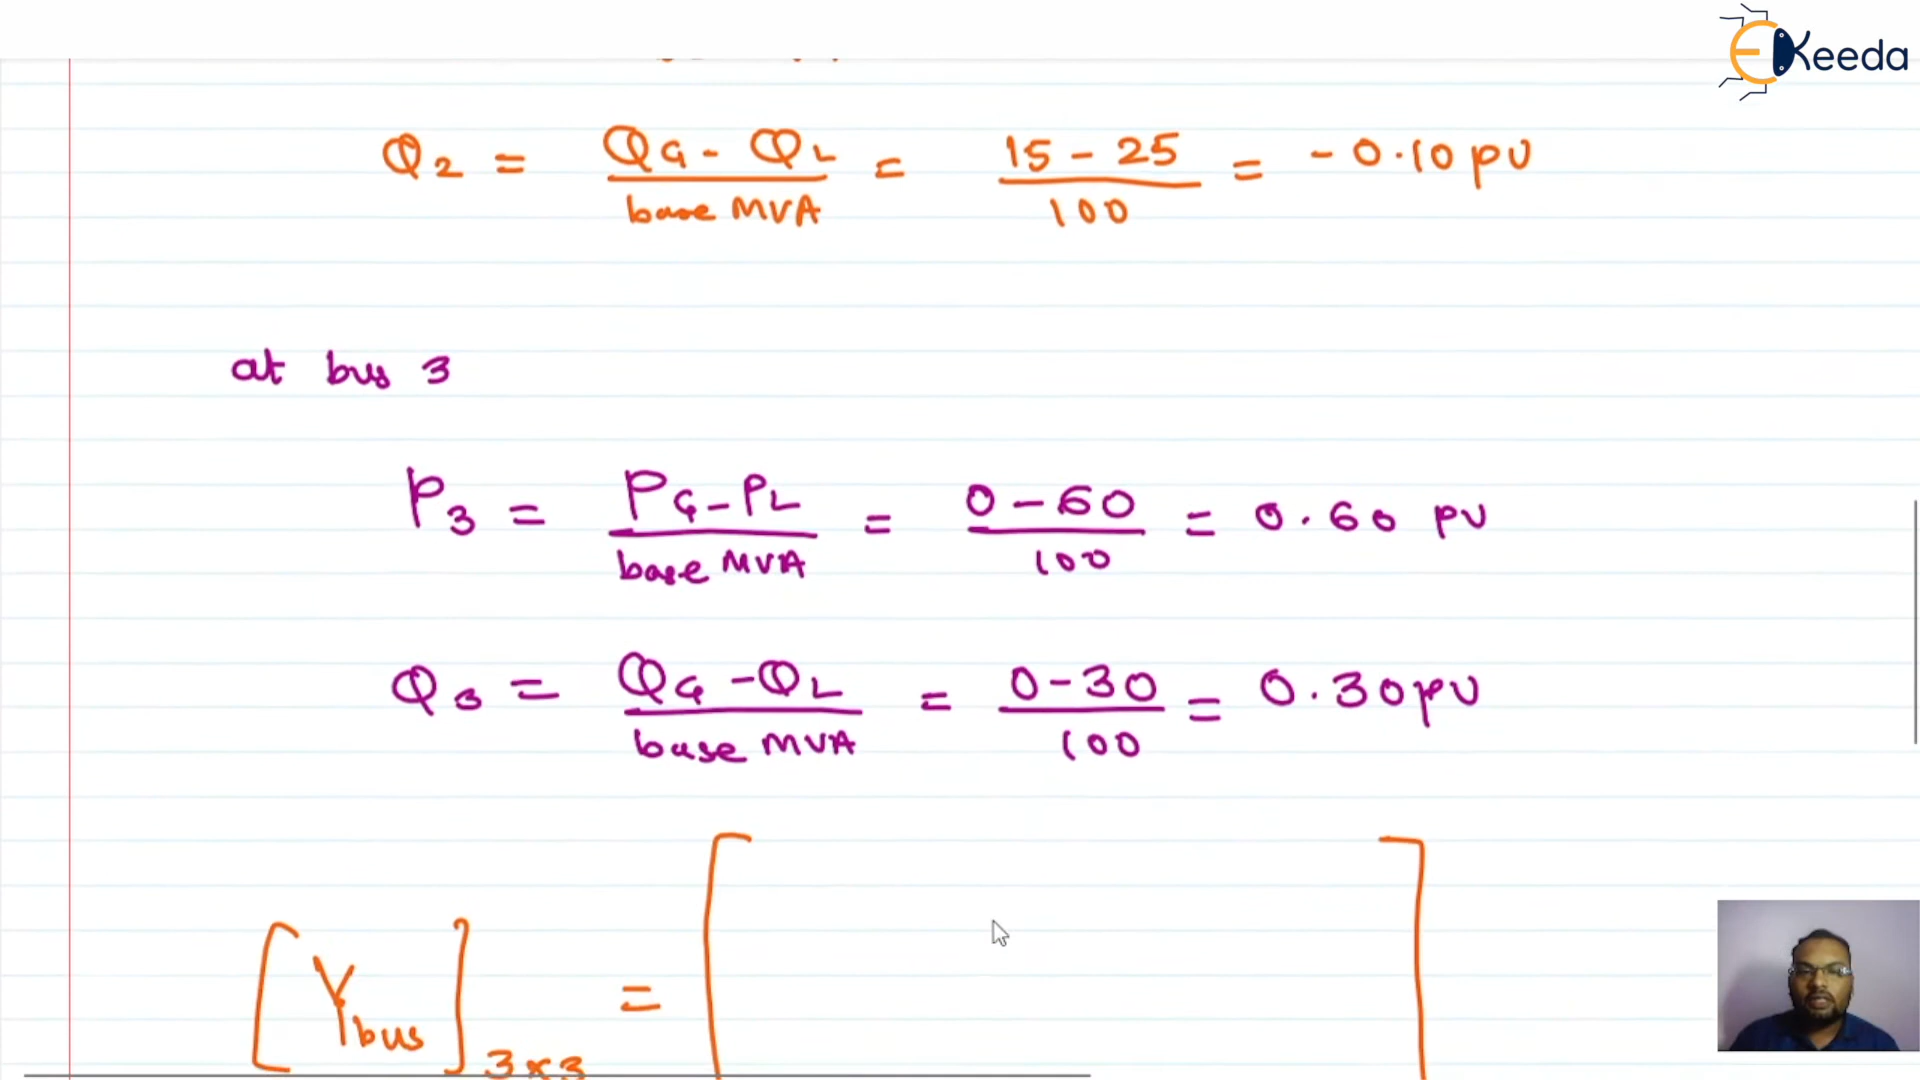 EKeeda
Q2 = QG - QL / base MVA = 15 - 25 / 100 = - 0.10 pu
at bus 3
P3 = PG - PL / base MVA = 0 - 60 / 100 = 0.60 pu
Q3 = QG - QL / base MVA = 0 - 30 / 100 = 0.30 pu
[Ybus]3x3 = [ ]